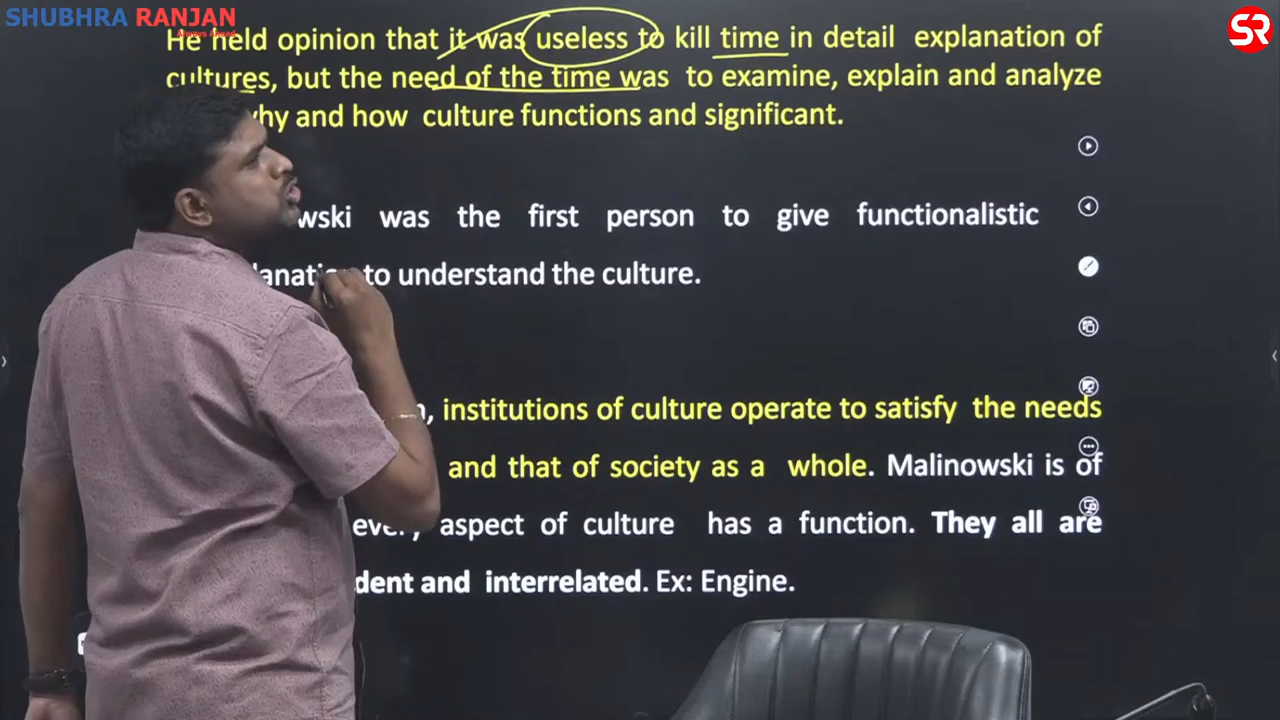 SHUBHRA RANJAN
Always Ahead
SR
He held opinion that it was useless to kill time in detail explanation of
cultures, but the need of the time was to examine, explain and analyze
why and how culture functions and significant.
was the first person to give functionalistic
to understand the culture.
institutions of culture operate to satisfy the needs
and that of society as a whole. Malinowski is of
aspect of culture has a function. They all are
and interrelated. Ex: Engine.